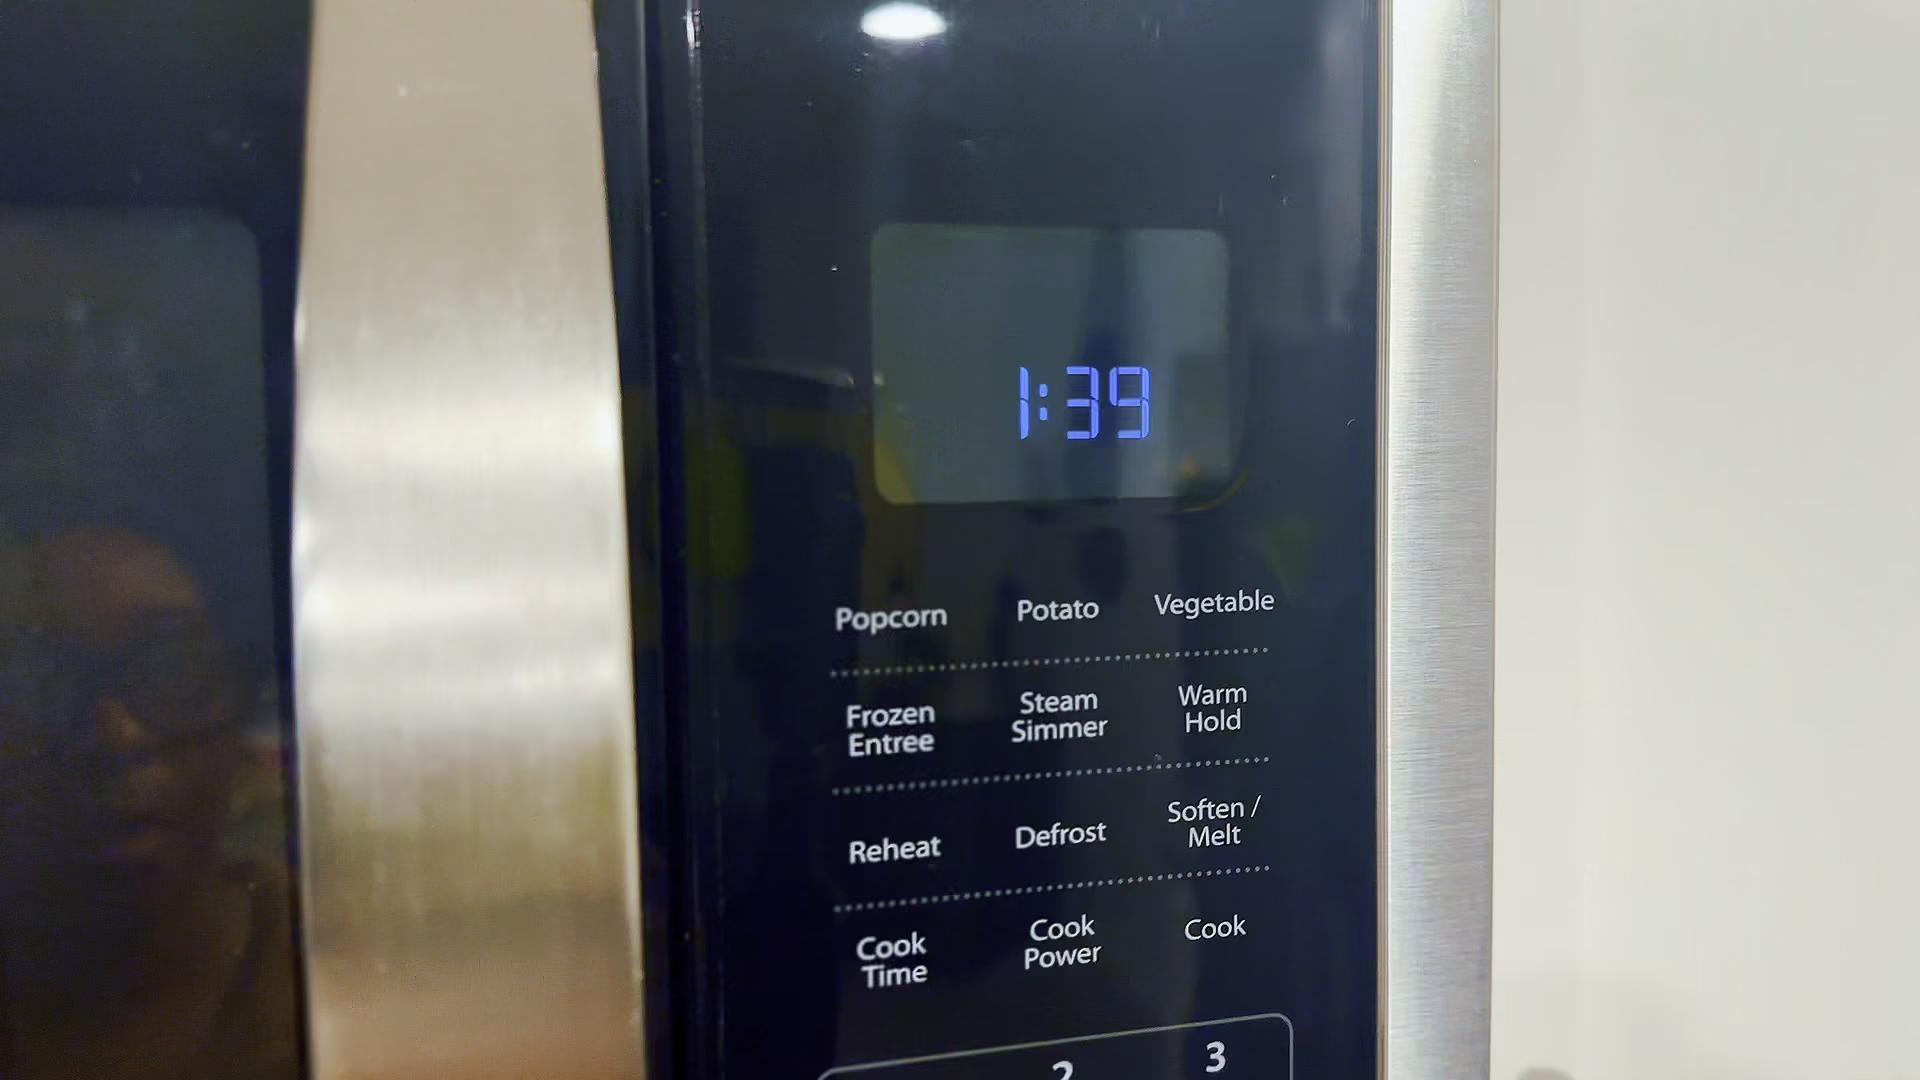 1:39
Popcorn Potato Vegetable
Frozen Entree
Steam Simmer
Warm Hold
Reheat Defrost Soften / Melt
Cook Time
Cook Power
Cook
2 3